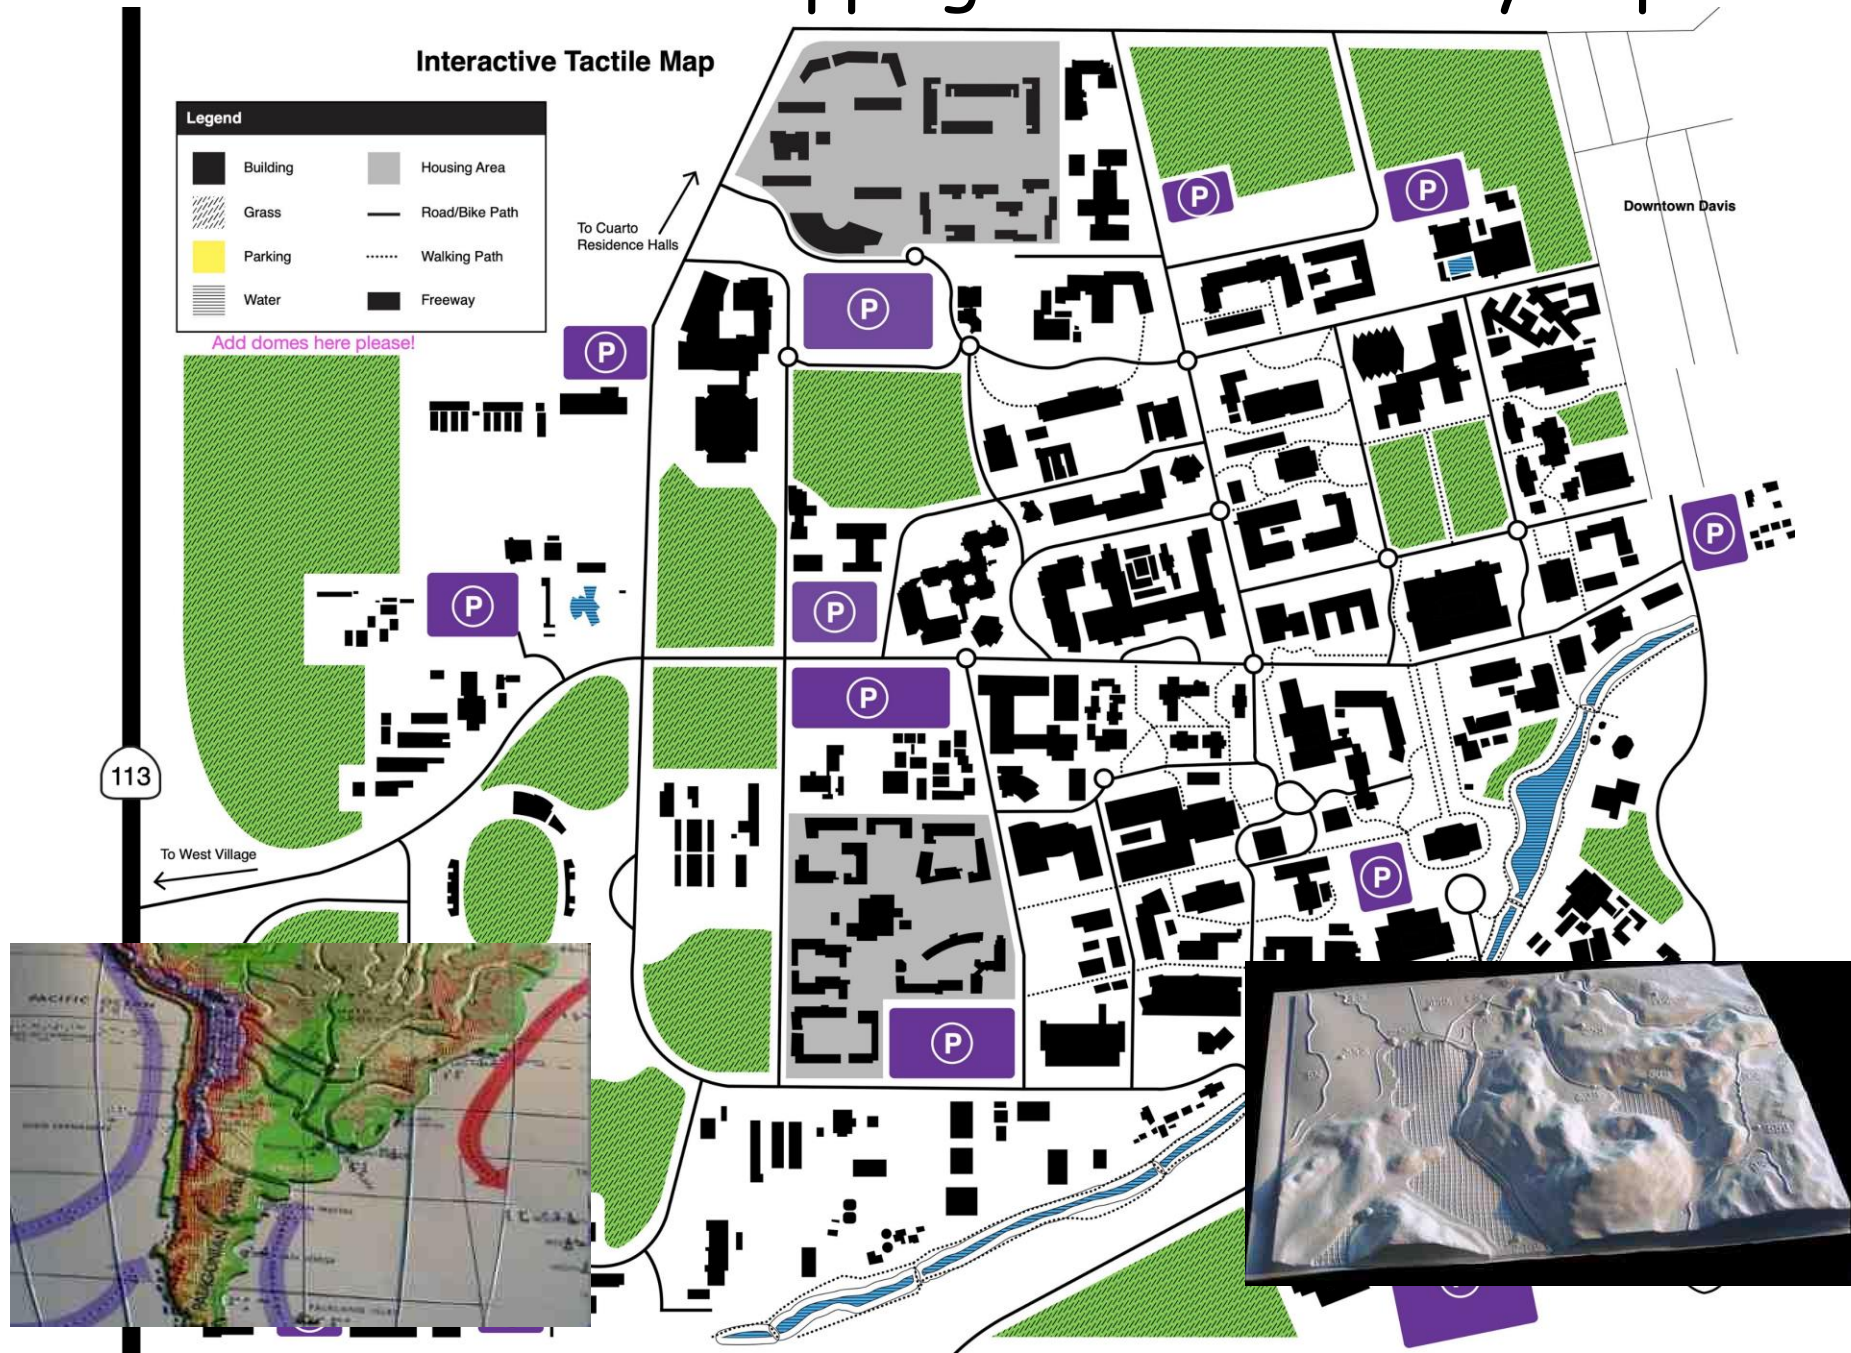 Interactive Tactile Map
Legend
Building
Housing Area
Grass
Road/Bike Path
Parking
Walking Path
Water
Freeway
Add domes here please!
To Cuarto
Residence Halls
Downtown Davis
P
P
P
P
P
P
P
P
P
P
P
113
To West Village
PACIFIC OCEAN
PATAGONIAN